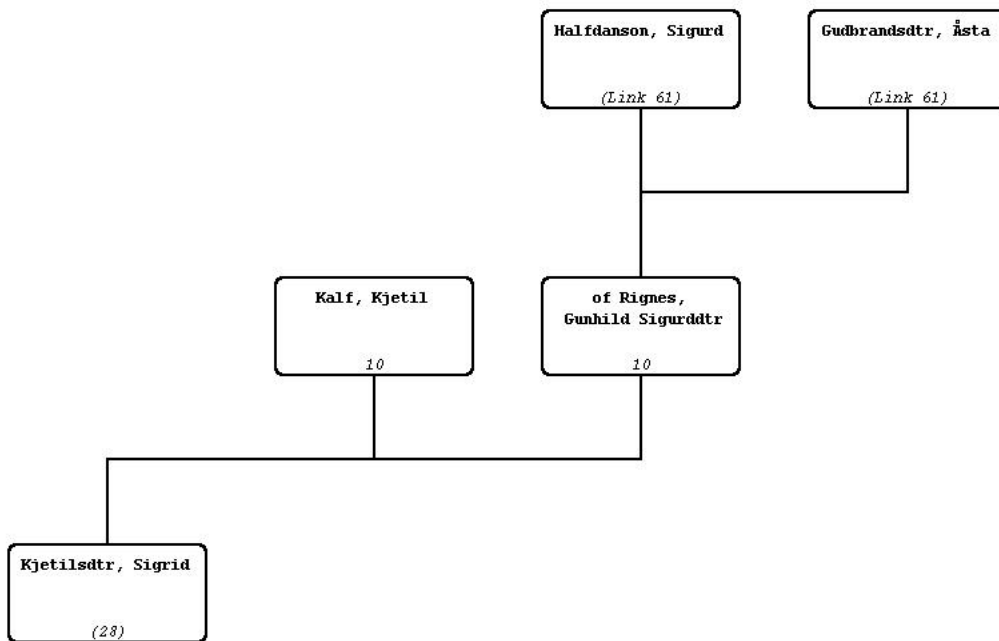 Halfdanson, Sigurd
(Link 61)
Gudbrandsdtr, Åsta
(Link 61)
Kalf, Kjetil
10
of Rignes,
Gunhild Sigurddtr
10
Kjetilsdtr, Sigrid
(28)